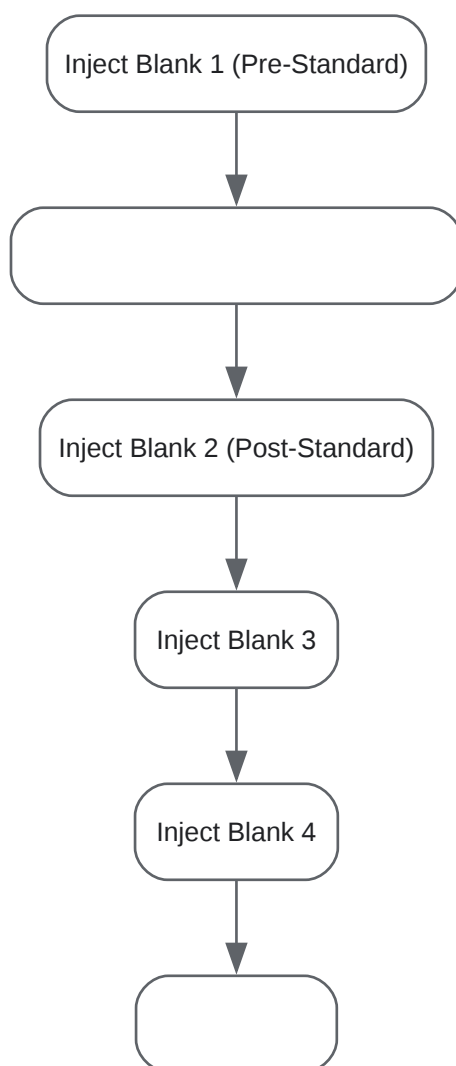 Inject Blank 1 (Pre-Standard)
Inject Blank 2 (Post-Standard)
Inject Blank 3
Inject Blank 4